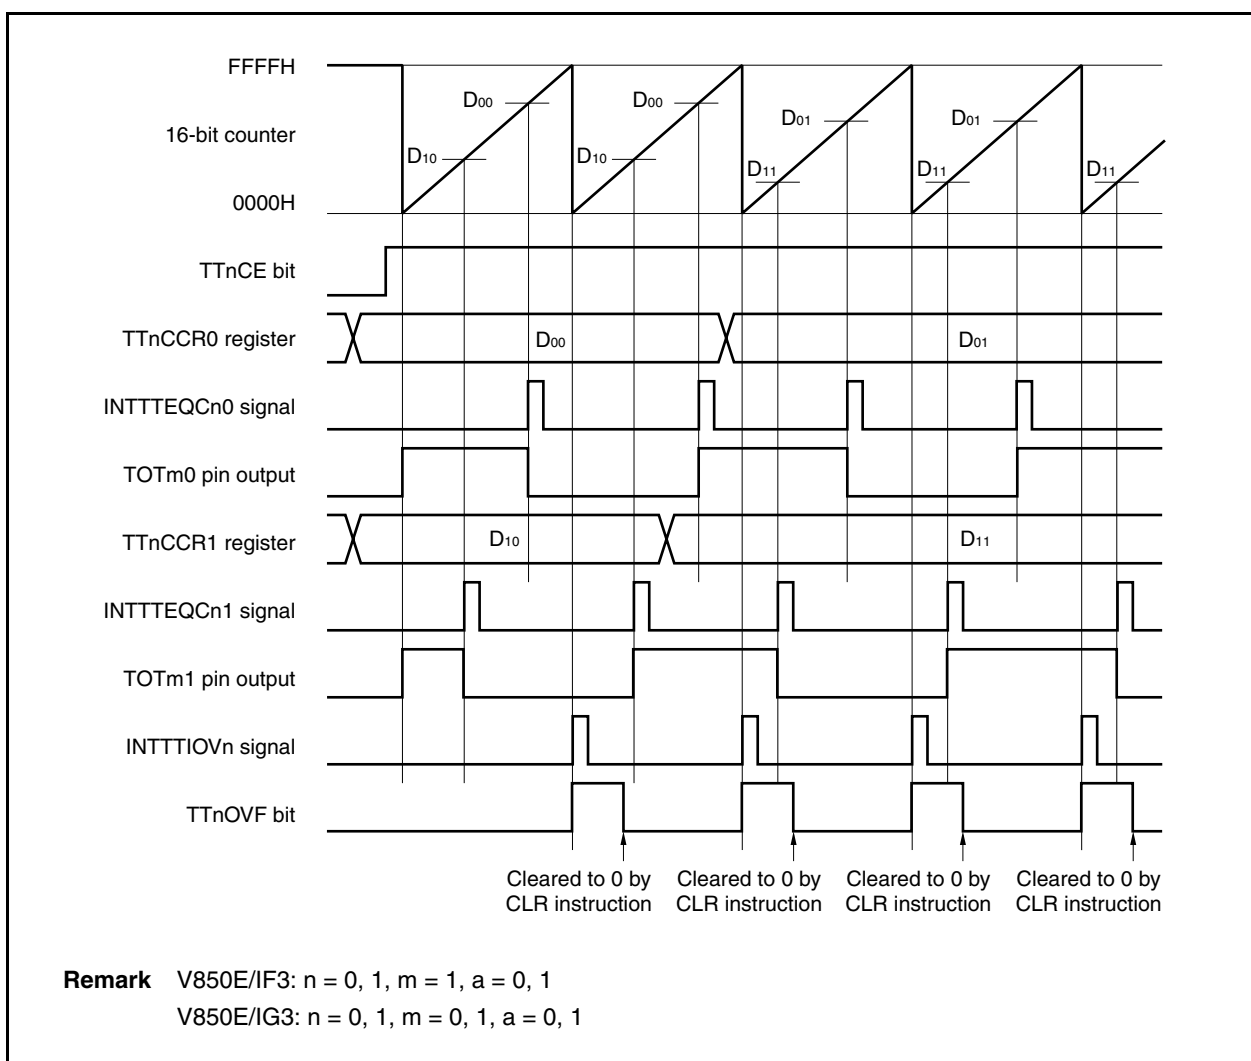 FFFFH
D00 D00
D01 D01
16-bit counter
D10 D10
D11 D11 D11
0000H
TTnCE bit
TTnCCR0 register D00 D01
INTTTEQCn0 signal
TOTm0 pin output
TTnCCR1 register D10 D11
INTTTEQCn1 signal
TOTm1 pin output
INTTTIOVn signal
TTnOVF bit
Cleared to 0 by Cleared to 0 by Cleared to 0 by Cleared to 0 by
CLR instruction CLR instruction CLR instruction CLR instruction
Remark V850E/IF3: n = 0, 1, m = 1, a = 0, 1
V850E/IG3: n = 0, 1, m = 0, 1, a = 0, 1